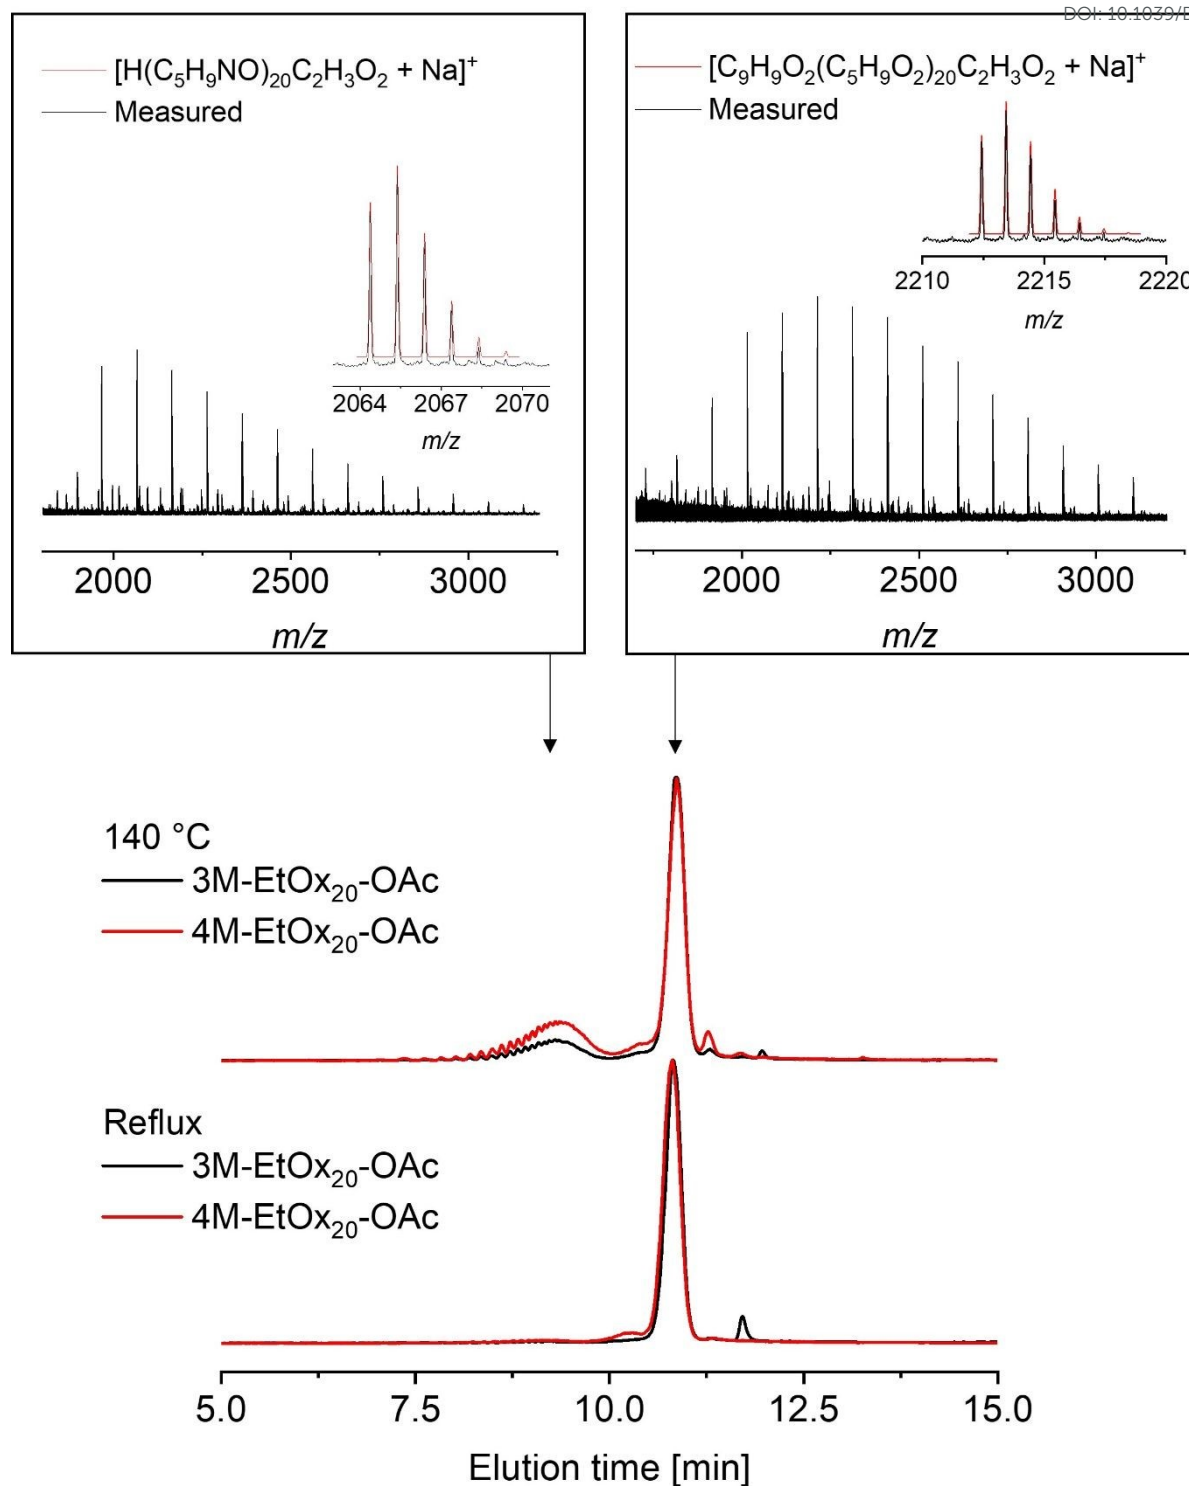 DOI: 10.1039/
[H(C₅H₉NO)₂₀C₂H₃O₂ + Na]⁺
Measured
2064 2067 2070
m/z
2000 2500 3000
m/z
[C₉H₉O₂(C₅H₉O₂)₂₀C₂H₃O₂ + Na]⁺
Measured
2210 2215 2220
m/z
2000 2500 3000
m/z
140 °C
3M-EtOx₂₀-OAc
4M-EtOx₂₀-OAc
Reflux
3M-EtOx₂₀-OAc
4M-EtOx₂₀-OAc
5.0 7.5 10.0 12.5 15.0
Elution time [min]